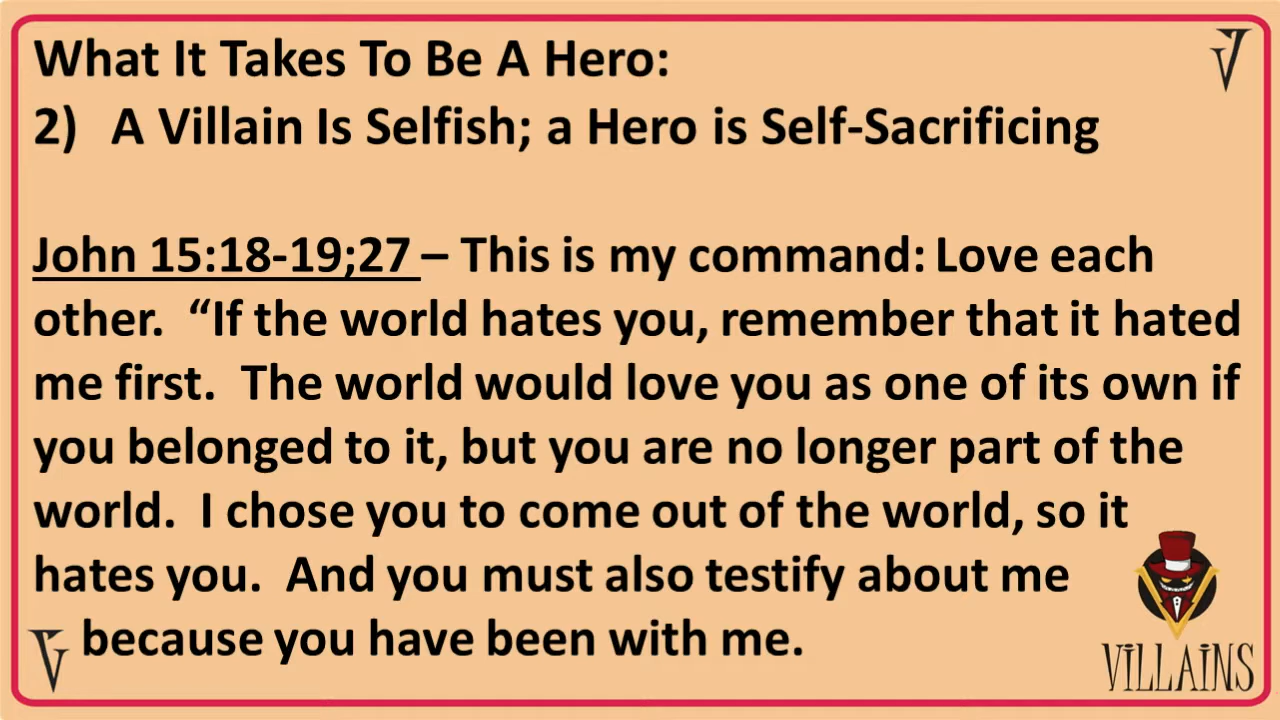 What It Takes To Be A Hero:
2) A Villain Is Selfish; a Hero is Self-Sacrificing
John 15:18-19;27 – This is my command: Love each
other. “If the world hates you, remember that it hated
me first. The world would love you as one of its own if
you belonged to it, but you are no longer part of the
world. I chose you to come out of the world, so it
hates you. And you must also testify about me
because you have been with me.
V
V
VILLAINS